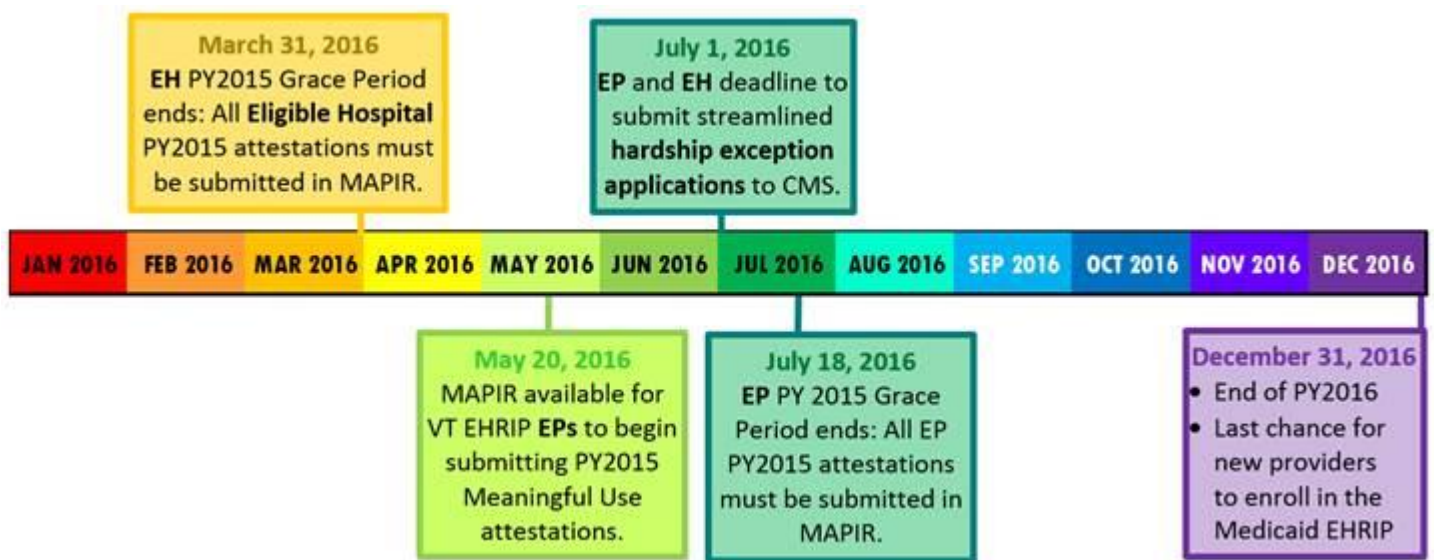 March 31, 2016
EH PY2015 Grace Period
ends: All Eligible Hospital
PY2015 attestations must
be submitted in MAPIR.
July 1, 2016
EP and EH deadline to
submit streamlined
hardship exception
applications to CMS.
JAN 2016 FEB 2016 MAR 2016 APR 2016 MAY 2016 JUN 2016 JUL 2016 AUG 2016 SEP 2016 OCT 2016 NOV 2016 DEC 2016
May 20, 2016
MAPIR available for
VT EHRIP EPs to begin
submitting PY2015
Meaningful Use
attestations.
July 18, 2016
EP PY 2015 Grace
Period ends: All EP
PY2015 attestations
must be submitted in
MAPIR.
December 31, 2016
• End of PY2016
• Last chance for
new providers
to enroll in the
Medicaid EHRIP